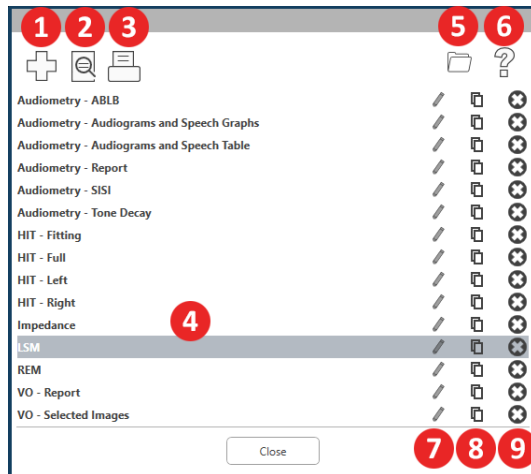 1 2 3 5 6
Audiometry - ABLB
Audiometry - Audiograms and Speech Graphs
Audiometry - Audiograms and Speech Table
Audiometry - Report
Audiometry - SISI
Audiometry - Tone Decay
HIT - Fitting
HIT - Full
HIT - Left
HIT - Right
Impedance 4
LSM
REM
VO - Report
VO - Selected Images
Close 7 8 9